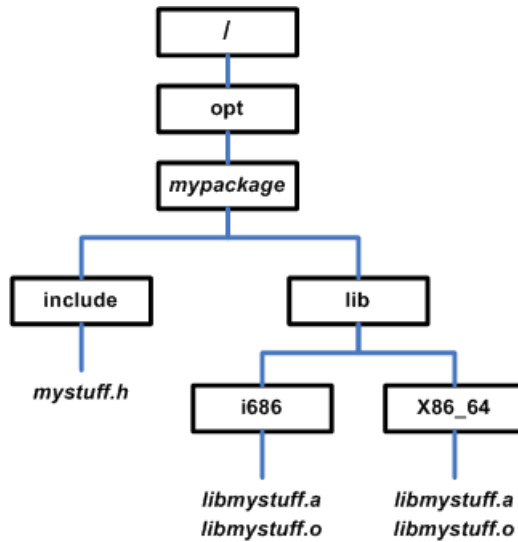 /
opt
mypackage
include
lib
mystuff.h
i686
X86_64
libmystuff.a
libmystuff.o
libmystuff.a
libmystuff.o